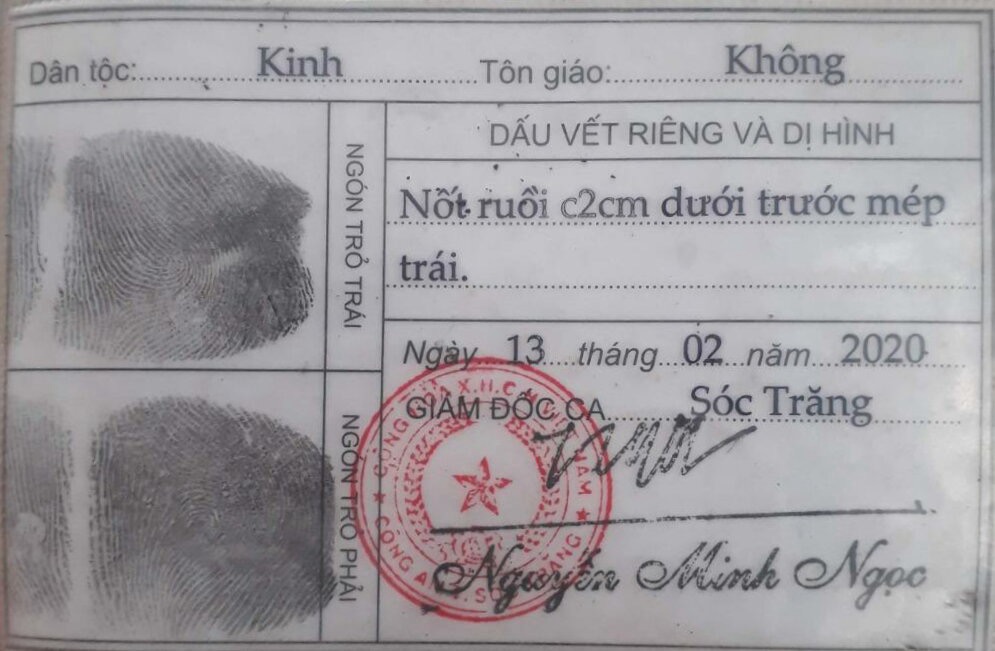 Dân tộc: Kinh Tôn giáo: Không
NGÓN TRỎ TRÁI
DẤU VẾT RIÊNG VÀ DỊ HÌNH
Nốt ruồi c2cm dưới trước mép
trái.
Ngày 13 tháng 02 năm 2020
GIÁM ĐỐC CA Sóc Trăng
NGÓN TRỎ PHẢI
Nguyễn Minh Ngọc